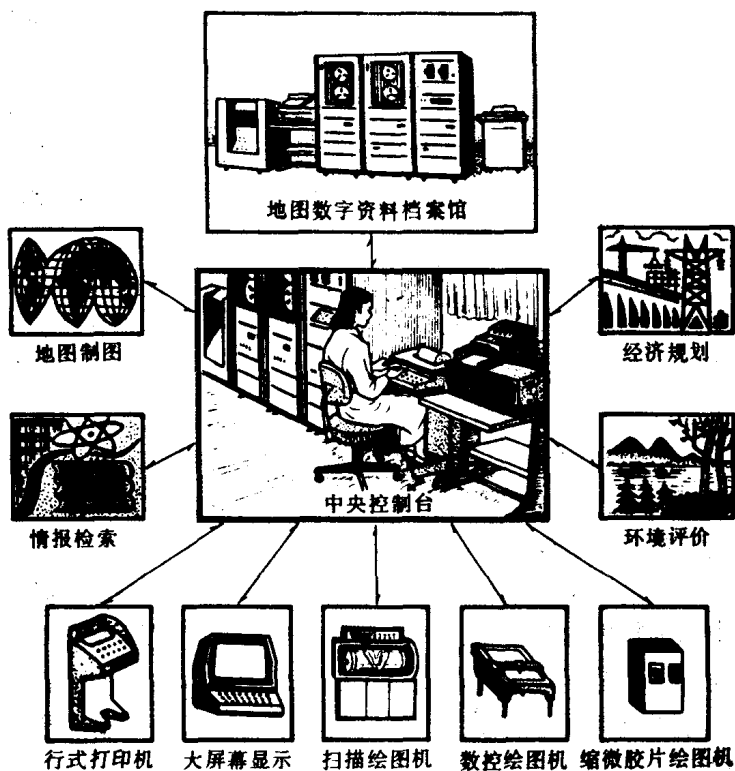 地图数字资料档案馆
地图制图
经济规划
中央控制台
情报检索
环境评价
行式打印机
大屏幕显示
扫描绘图机
数控绘图机
缩微胶片绘图机